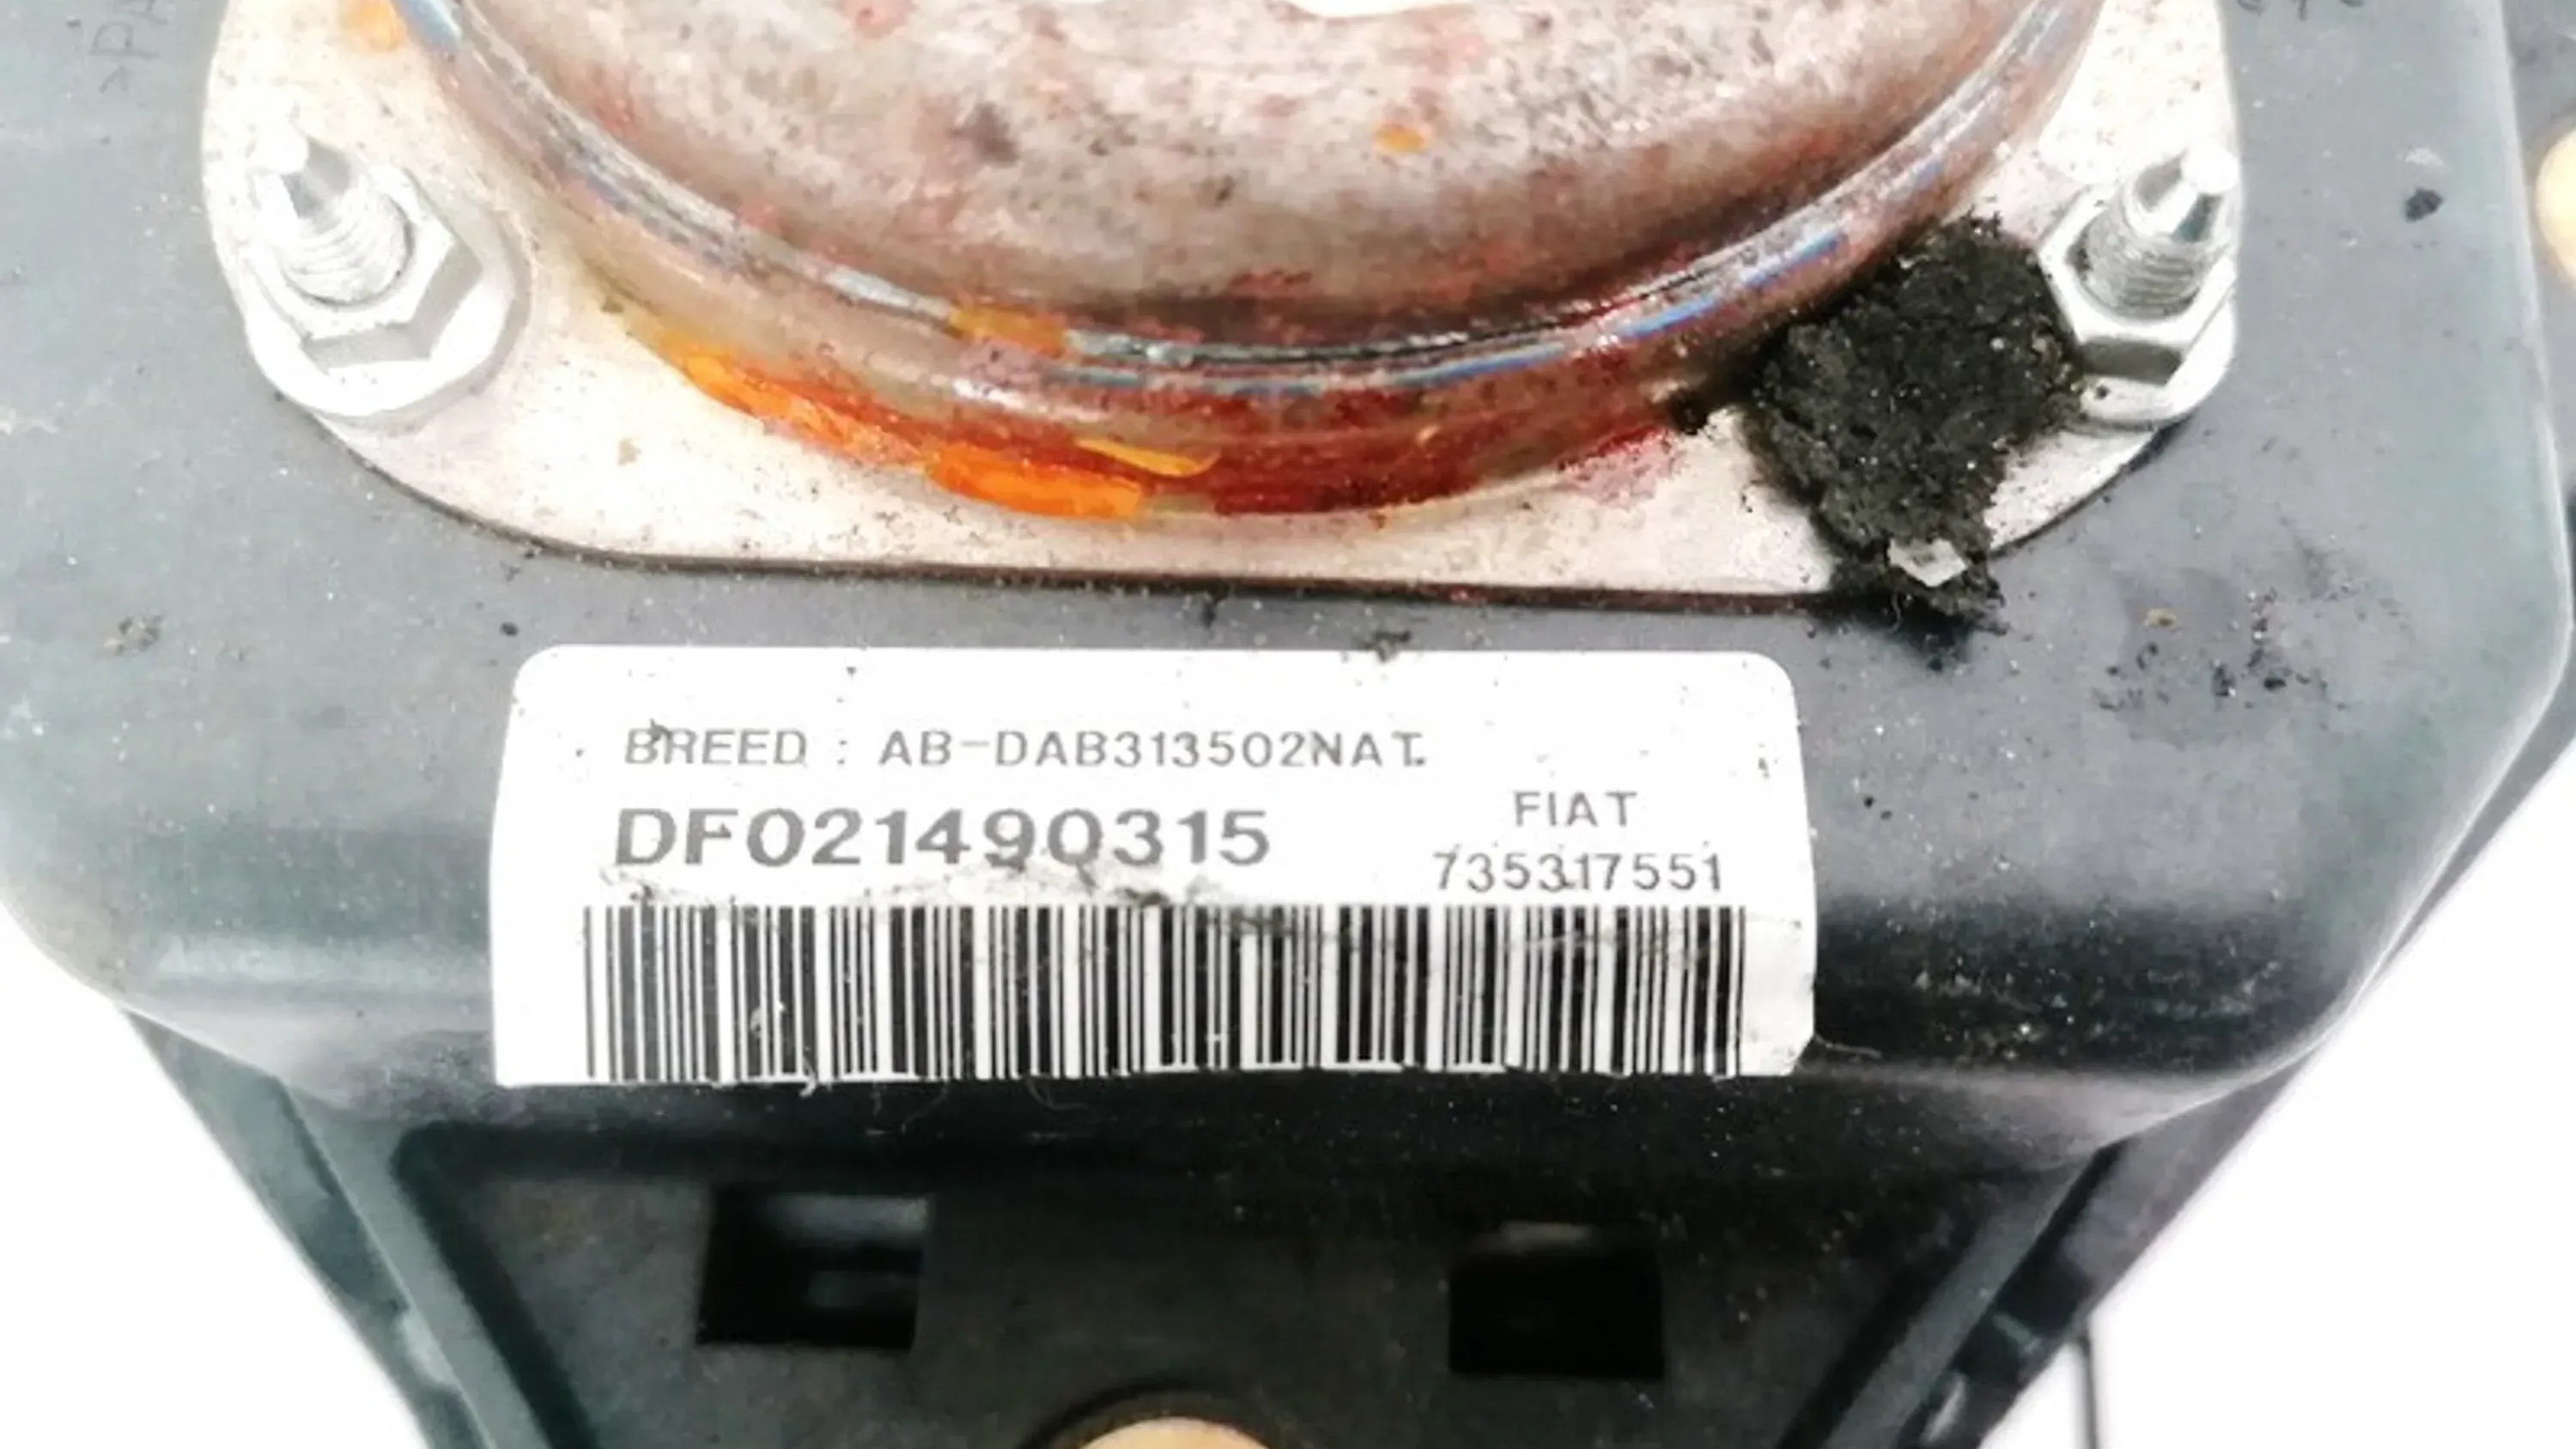 BREED : AB-DAB313502NAT.
DF021490315
FIAT
735317551